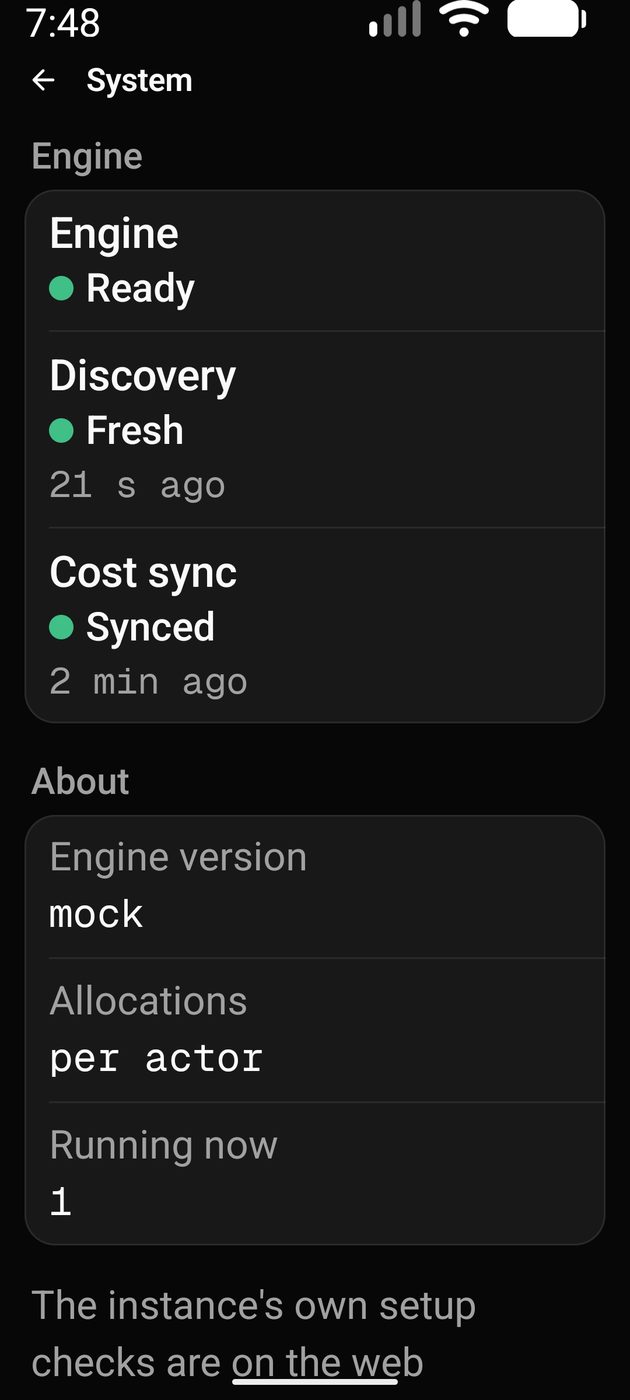 7:48
System
Engine
Engine
Ready
Discovery
Fresh
21 s ago
Cost sync
Synced
2 min ago
About
Engine version
mock
Allocations
per actor
Running now
1
The instance's own setup
checks are on the web